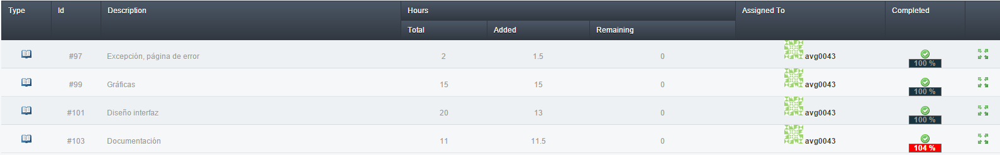 Type Id Description Hours Assigned To Completed
Total Added Remaining
#97 Excepción, página de error 2 1.5 0 avg0043 100 %
#99 Gráficas 15 15 0 avg0043 100 %
#101 Diseño interfaz 20 13 0 avg0043 100 %
#103 Documentación 11 11.5 0 avg0043 104 %